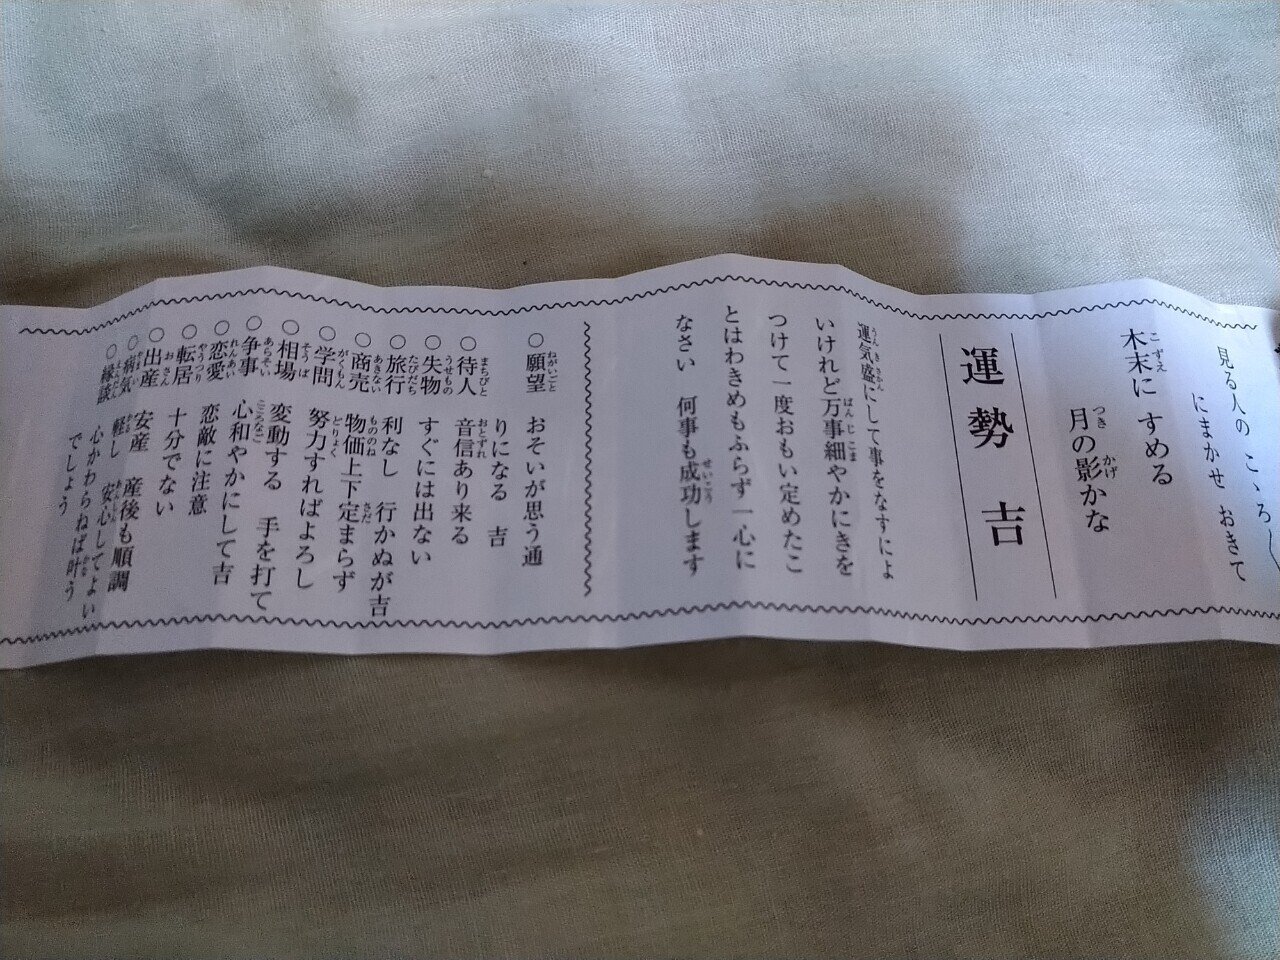 見る人の こゝろ
にまかせ おきて
木末に すめる
月の影かな
運勢 吉
運気盛にして事をなすによ
いけれど万事細やかにきを
つけて一度おもい定めたこ
とはわきめもふらず一心に
なさい 何事も成功します
○願望 おそいが思う通
りになる 吉
○待人 音信あり来る
○失物 すぐには出ない
○旅行 利なし 行かぬが吉
○商売 物価上下定まらず
○学問 努力すればよろし
○相場 変動する 手を打て
○争事 心和やかにして吉
○恋愛 恋敵に注意
○転居 十分でない
○出産 安産 産後も順調
○病気 軽し 安心してよい
○縁談 心かわらねば叶う
でしょう